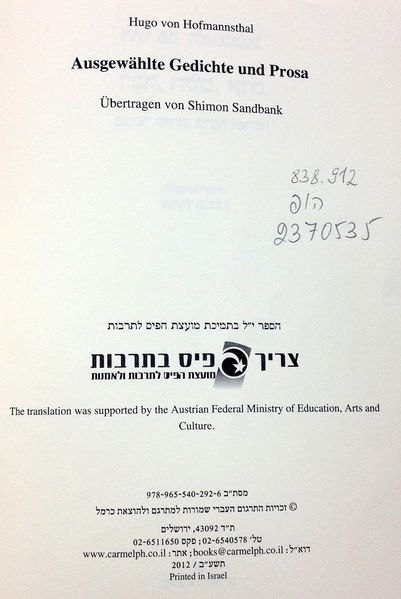 Hugo von Hofmannsthal
Ausgewählte Gedichte und Prosa
Übertragen von Shimon Sandbank
838.912
הופ
2370535
הספר י"ל בתמיכת מועצת הפיס לתרבות
צריך פיס בתרבות
מועצת הפיס לתרבות ולאמנות
The translation was supported by the Austrian Federal Ministry of Education, Arts and
Culture.
מסת"ב 978-965-540-292-6
© זכויות התרגום העברי שמורות למתרגם ולהוצאת כרמל
ת"ד 43092, ירושלים
טל' 02-6540578; פקס 02-6511650
דוא"ל: books@carmelph.co.il; אתר: www.carmelph.co.il
תשע"ב / 2012
Printed in Israel